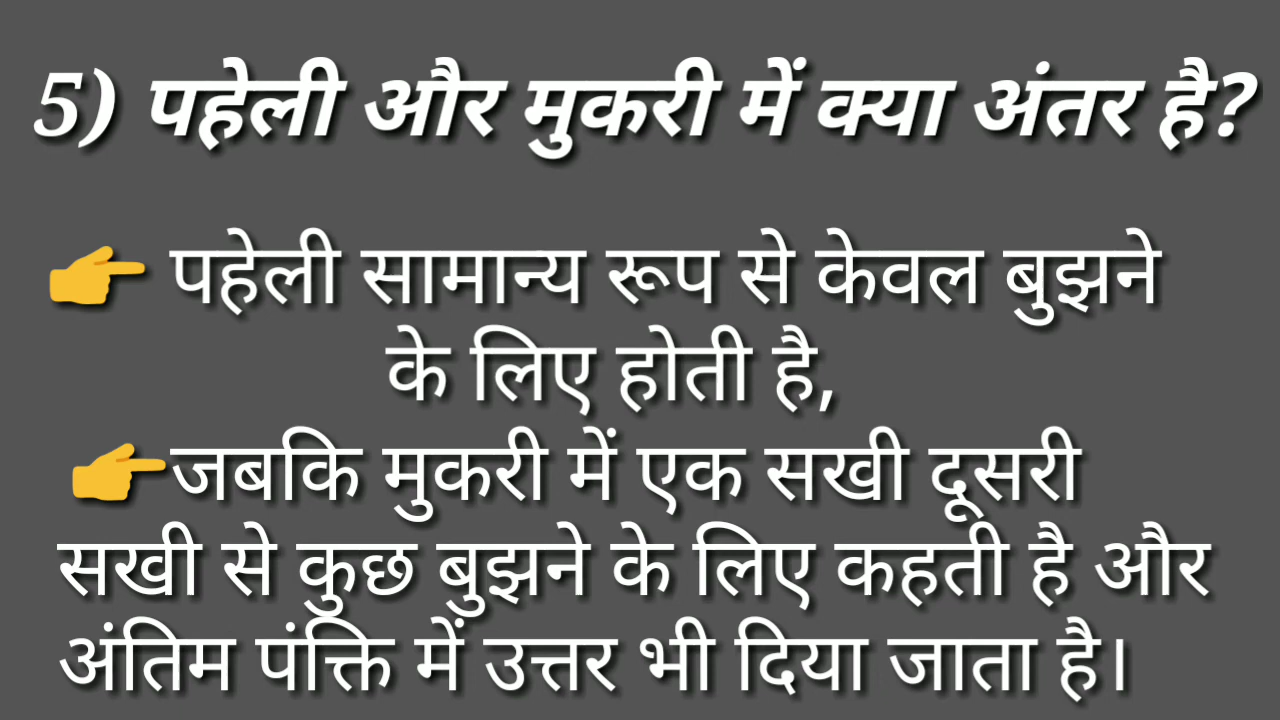 5) पहेली और मुकरी में क्या अंतर है?
👉 पहेली सामान्य रूप से केवल बुझने
के लिए होती है,
👉जबकि मुकरी में एक सखी दूसरी
सखी से कुछ बुझने के लिए कहती है और
अंतिम पंक्ति में उत्तर भी दिया जाता है।